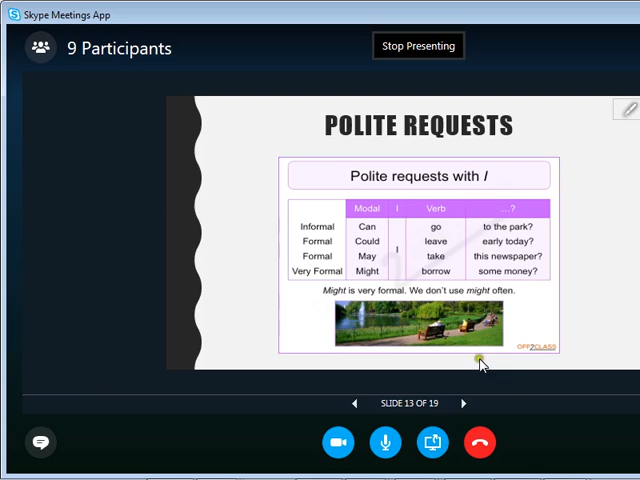 Skype Meetings App
9 Participants
Stop Presenting
POLITE REQUESTS
Polite requests with I
Modal I Verb ...?
Informal Can go to the park?
Formal Could leave early today?
I
Formal May take this newspaper?
Very Formal Might borrow some money?
Might is very formal. We don't use might often.
OFF2CLASS
SLIDE 13 OF 19